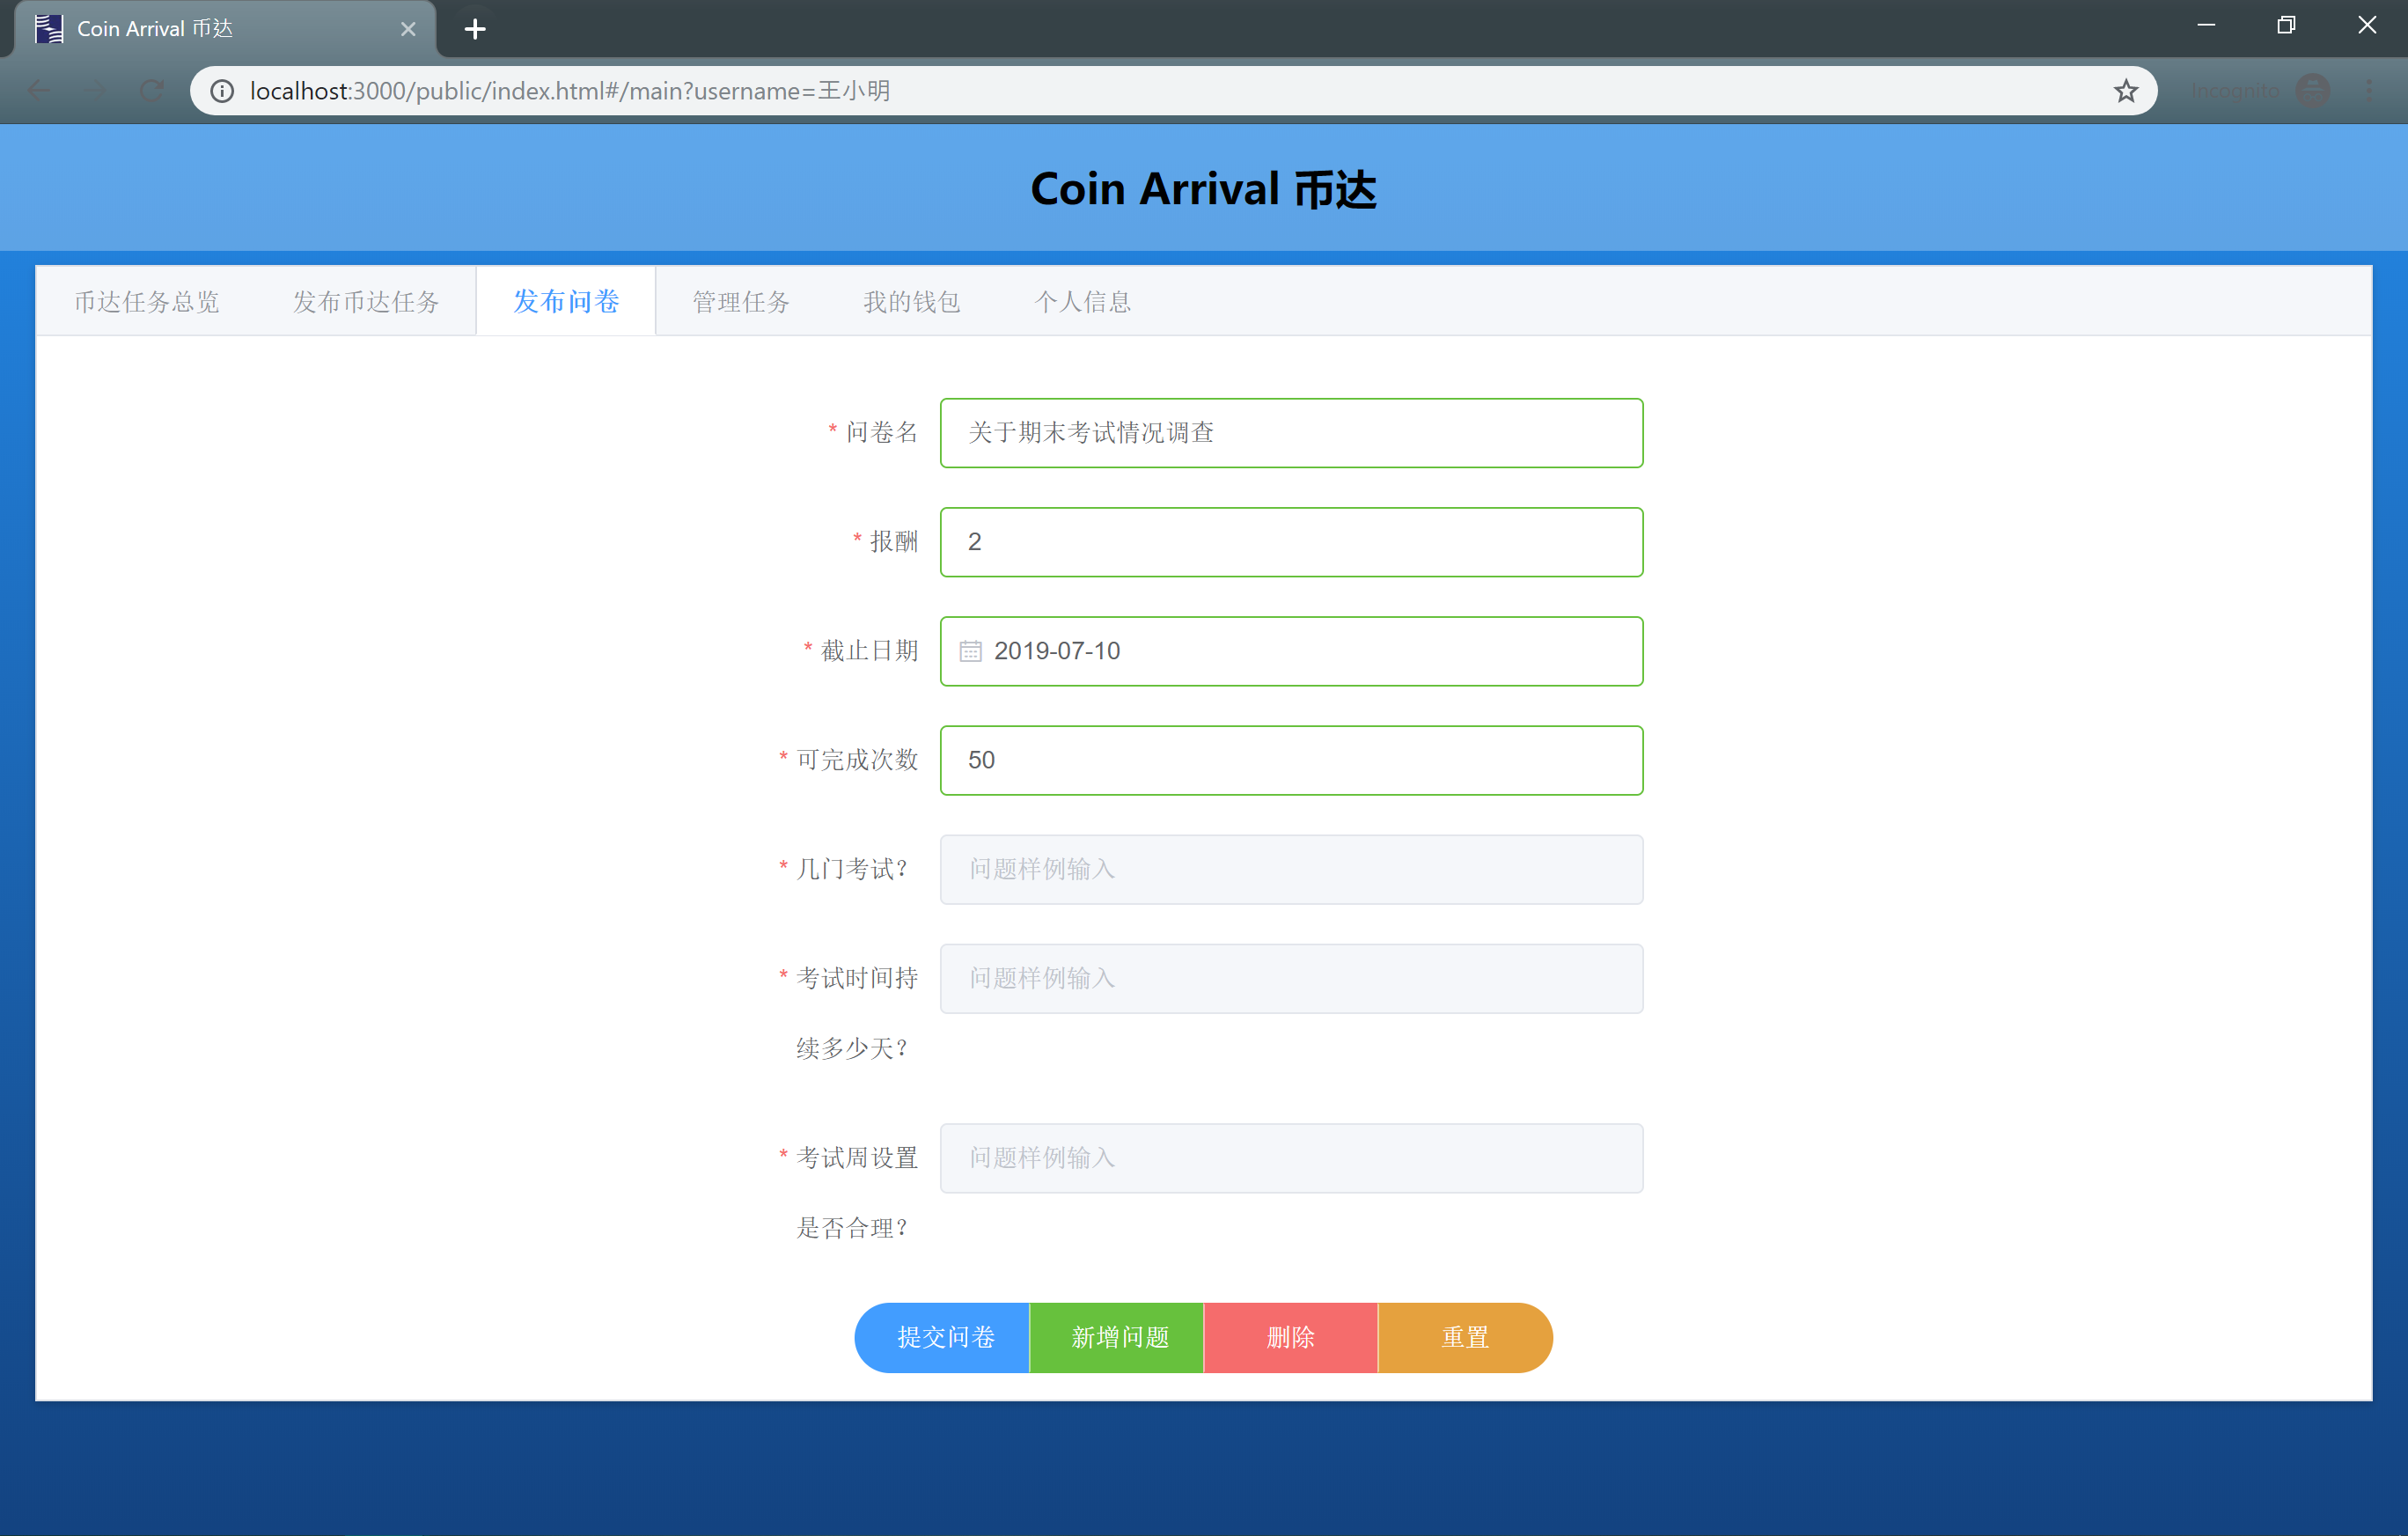 Coin Arrival 币达
localhost:3000/public/index.html#/main?username=王小明
Incognito
Coin Arrival 币达
币达任务总览 发布币达任务 发布问卷 管理任务 我的钱包 个人信息
* 问卷名 关于期末考试情况调查
* 报酬 2
* 截止日期 2019-07-10
* 可完成次数 50
* 几门考试? 问题样例输入
* 考试时间持 问题样例输入
续多少天?
* 考试周设置 问题样例输入
是否合理?
提交问卷 新增问题 删除 重置